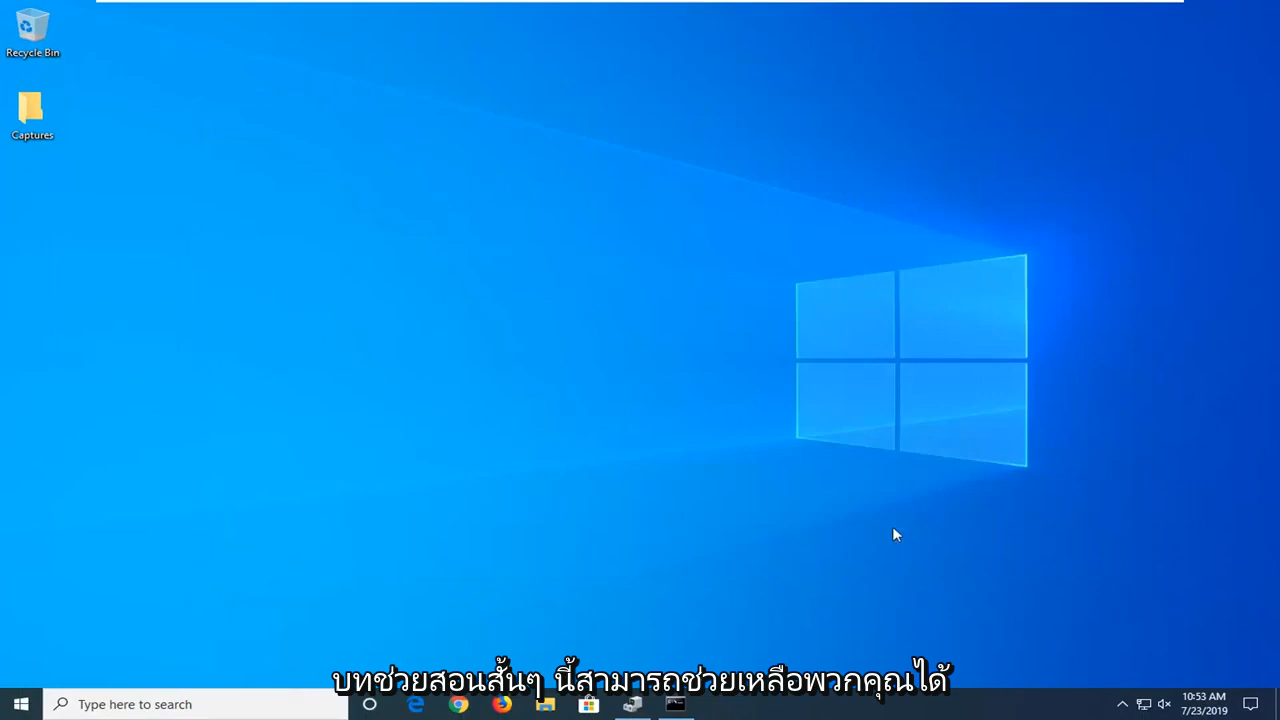 Recycle Bin
Captures
บทช่วยสอนสั้นๆ นี้สามารถช่วยเหลือพวกคุณได้
Type here to search
10:53 AM
7/23/2019